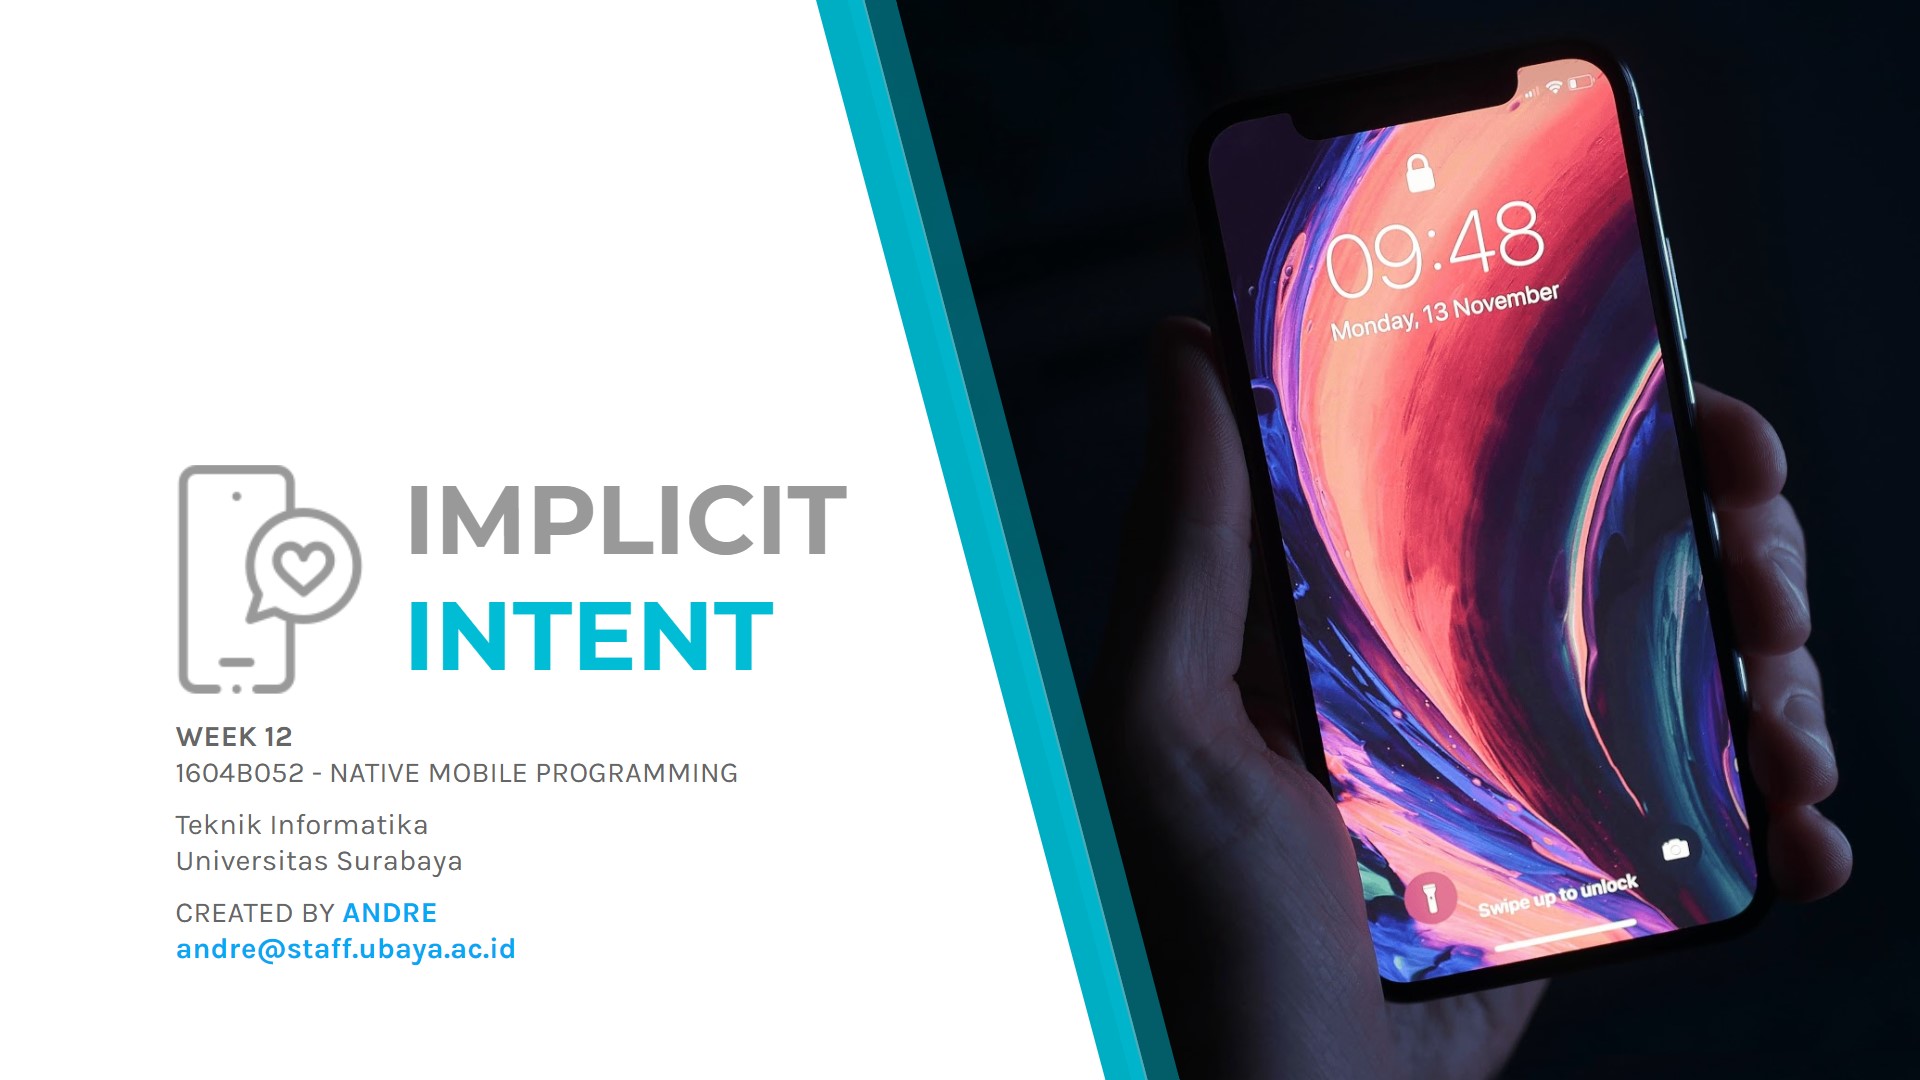 IMPLICIT
INTENT
WEEK 12
1604B052 - NATIVE MOBILE PROGRAMMING
Teknik Informatika
Universitas Surabaya
CREATED BY ANDRE
andre@staff.ubaya.ac.id
09:48
Monday, 13 November
Swipe up to unlock